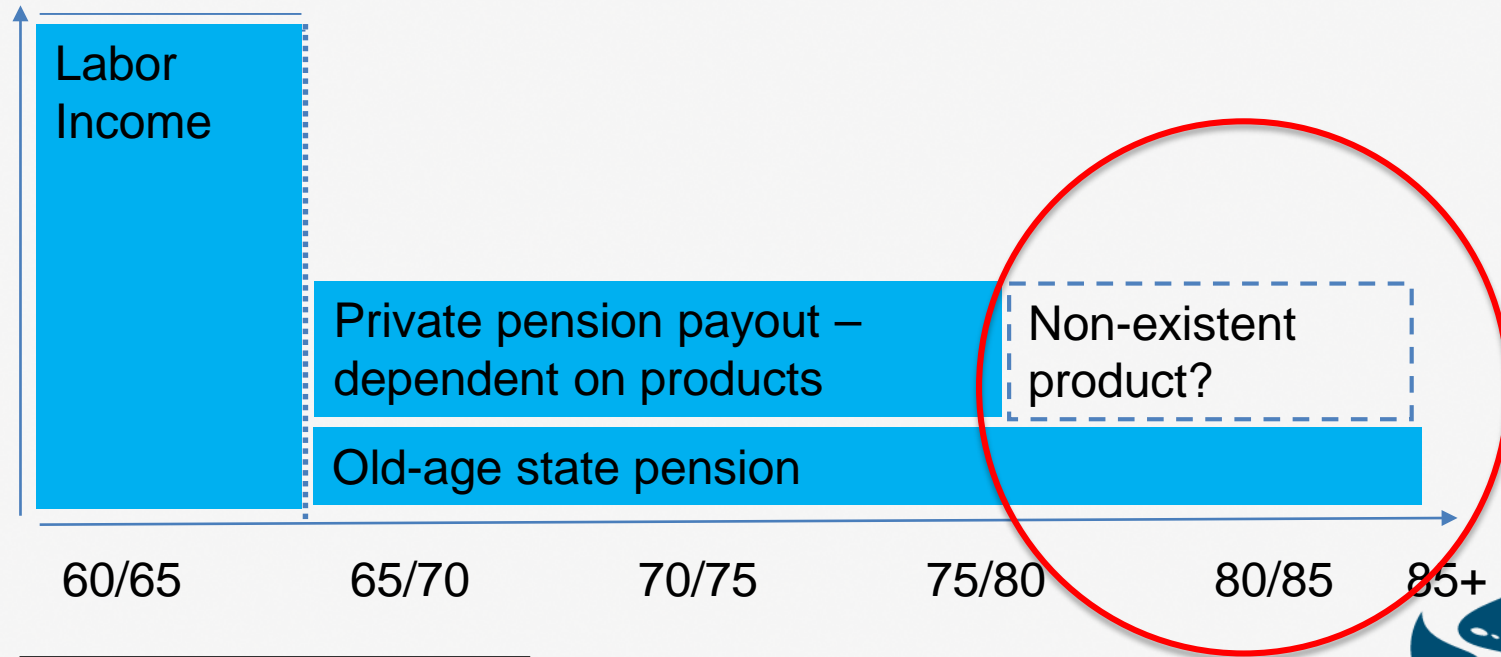 Labor
Income
Private pension payout –
dependent on products
Non-existent
product?
Old-age state pension
60/65 65/70 70/75 75/80 80/85 85+